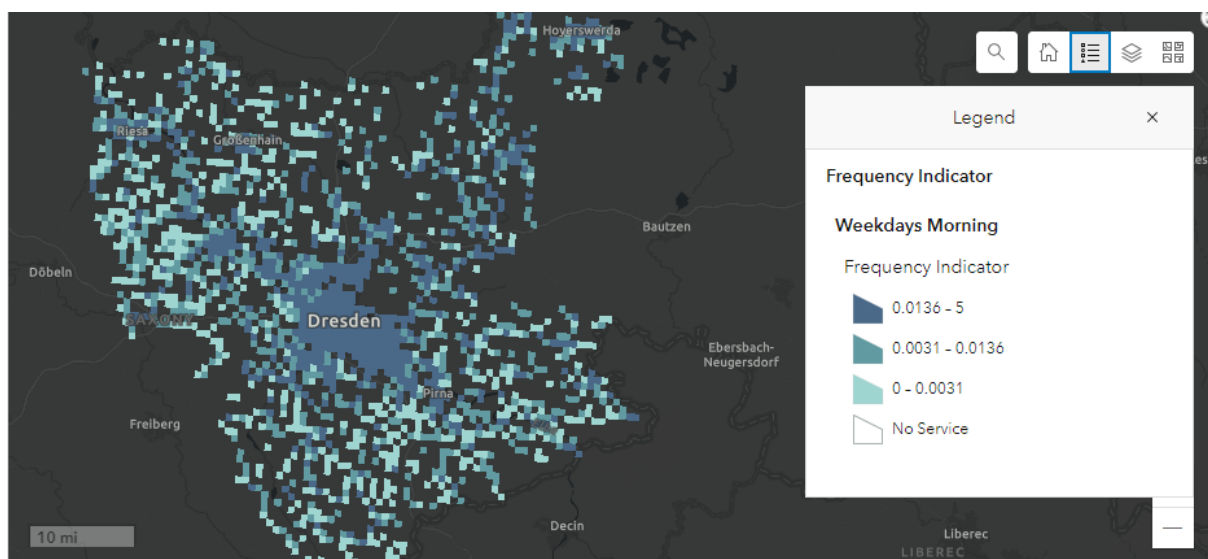 Hoyerswerda
Riesa
Großenhain
Bautzen
Döbeln
SAXONY
Dresden
Ebersbach-
Neugersdorf
Pirna
Freiberg
Decin
Liberec
LIBEREC
10 mi
Legend
Frequency Indicator
Weekdays Morning
Frequency Indicator
0.0136 - 5
0.0031 - 0.0136
0 - 0.0031
No Service